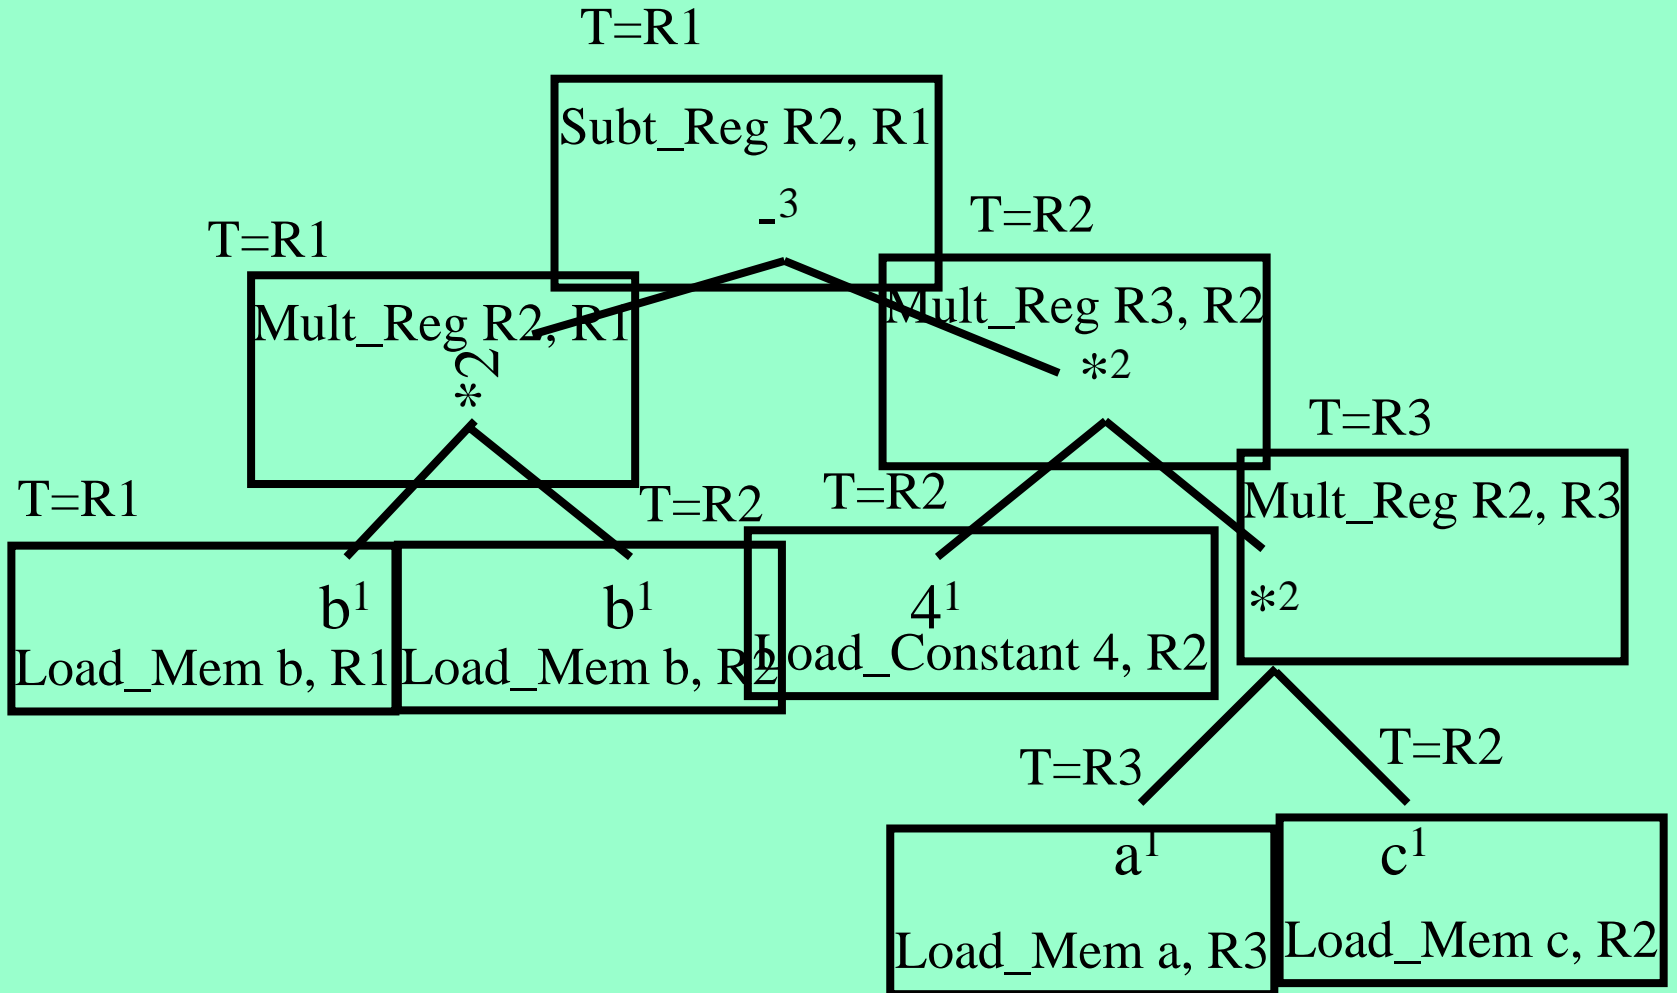 T=R1
Subt_Reg R2, R1
-3
T=R1
T=R2
Mult_Reg R2, R1
*2
Mult_Reg R3, R2
*2
T=R3
Mult_Reg R2, R3
*2
T=R1
b1
Load_Mem b, R1
T=R2
b1
Load_Mem b, R2
T=R2
41
Load_Constant 4, R2
T=R3
a1
Load_Mem a, R3
T=R2
c1
Load_Mem c, R2